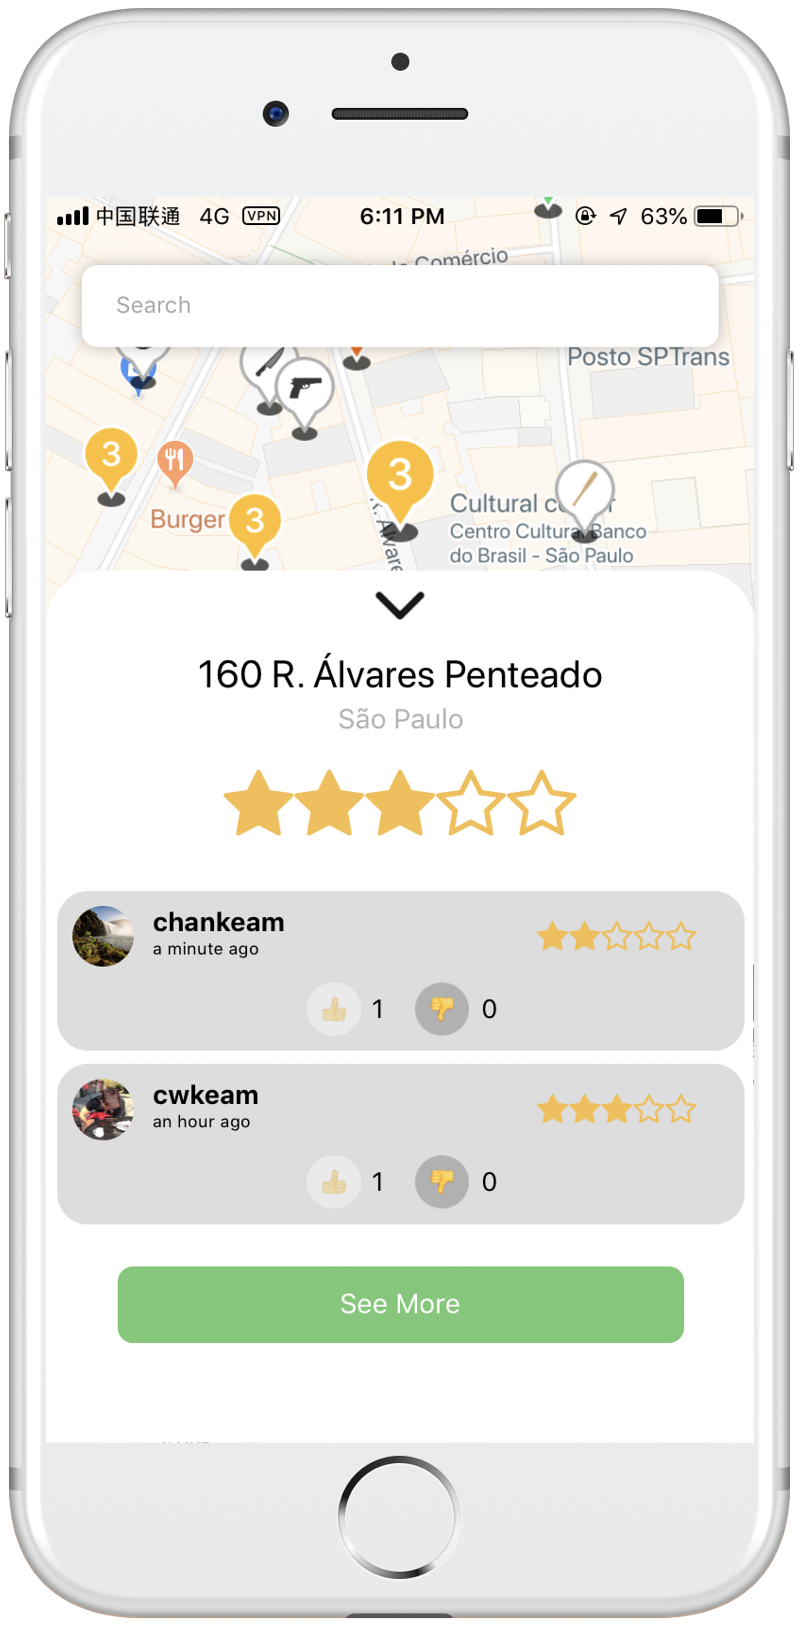 中国联通 4G VPN 6:11 PM 63%
Comércio
Search
Posto SPTrans
3
3
3
Burger
Cultural
Centro Cultural Banco
do Brasil - São Paulo
R. Álvares
160 R. Álvares Penteado
São Paulo
chankeam
a minute ago
1 0
cwkeam
an hour ago
1 0
See More